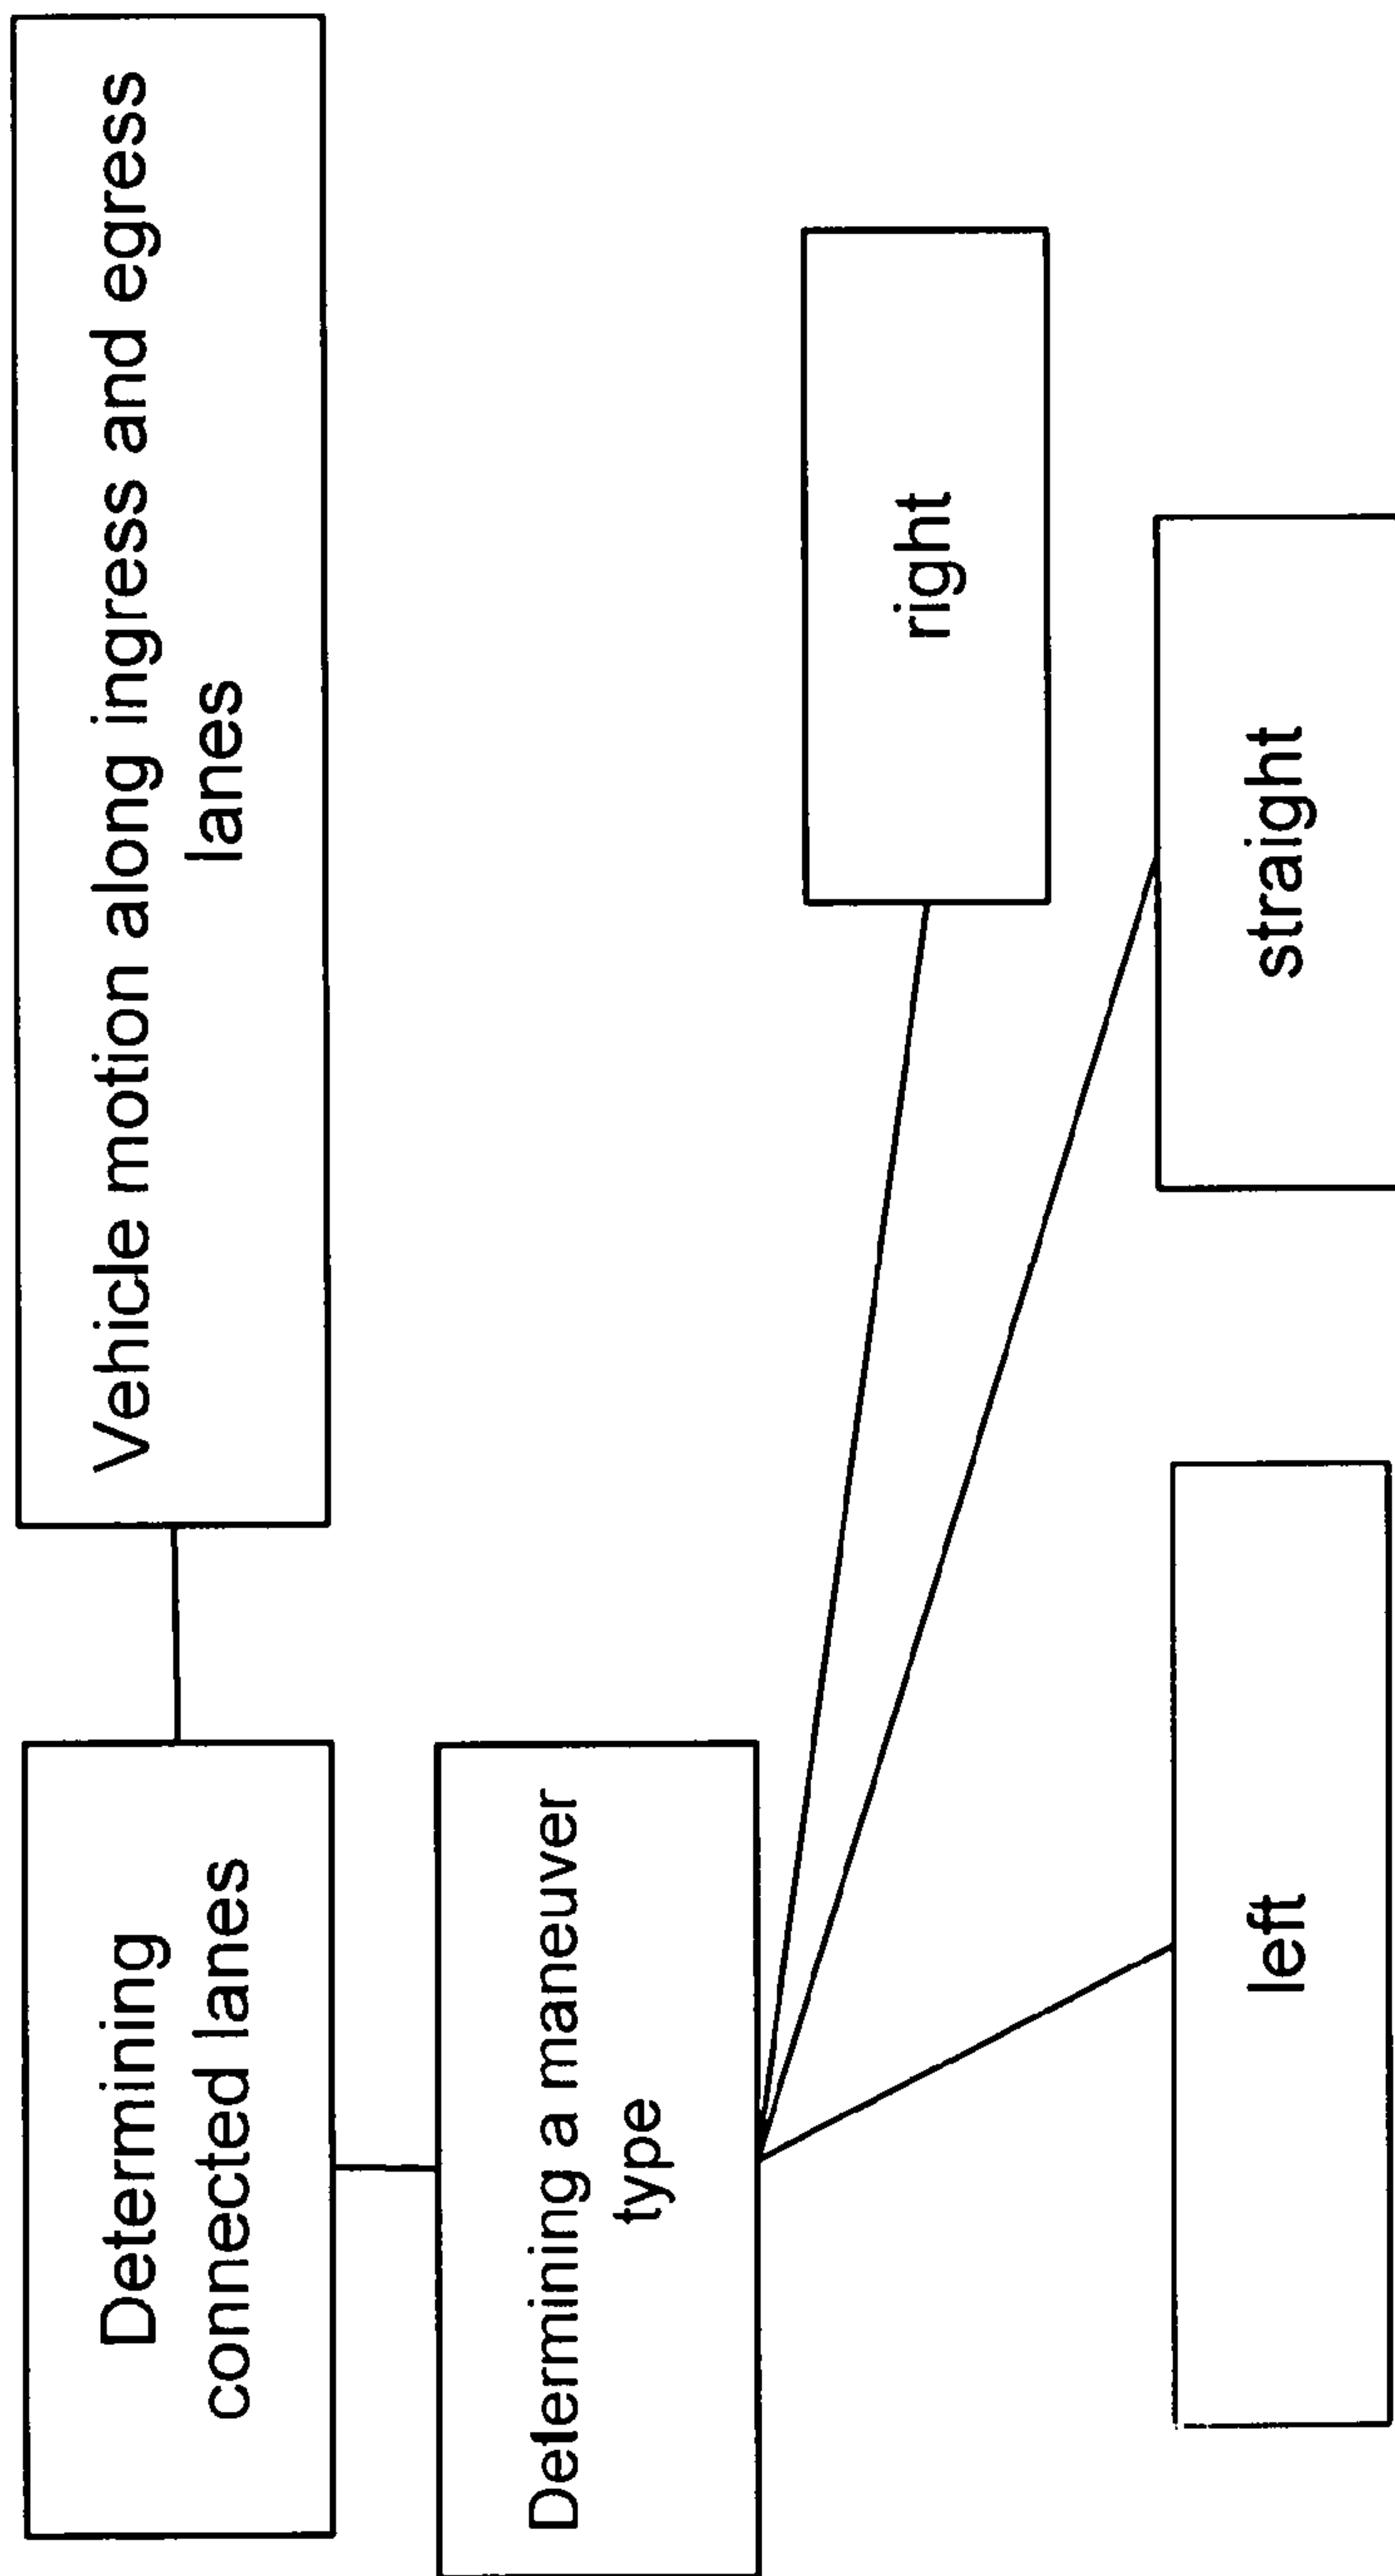 Determining
connected lanes
Vehicle motion along ingress and egress
lanes
Determining a maneuver
type
right
left
straight